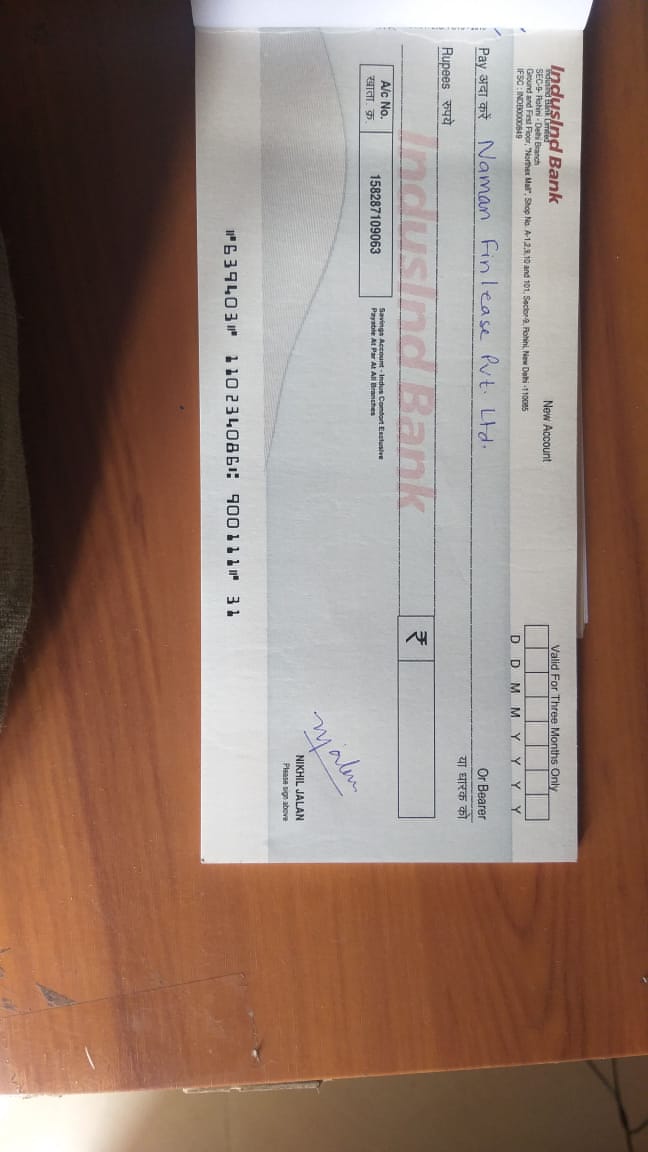 IndusInd Bank
IndusInd Bank Limited
SEC-9- Rohini - Delhi Branch
Ground and First Floor, "Northex Mall", Shop No. A-1,2,9,10 and 101, Sector-9, Rohini, New Delhi -110085
IFSC : INDB0000849
New Account
Valid For Three Months Only
D D M M Y Y Y Y
Pay अदा करें Naman Finlease Pvt. Ltd.
Or Bearer
या धारक को
Rupees रुपये
IndusInd Bank
₹
A/c No.
खाता. क्र.
158287109063
Savings Account - Indus Comfort Exclusive
Payable At Par At All Branches
NJalan
NIKHIL JALAN
Please sign above
⑈639403⑈ 110234086⑆ 900111⑈ 31